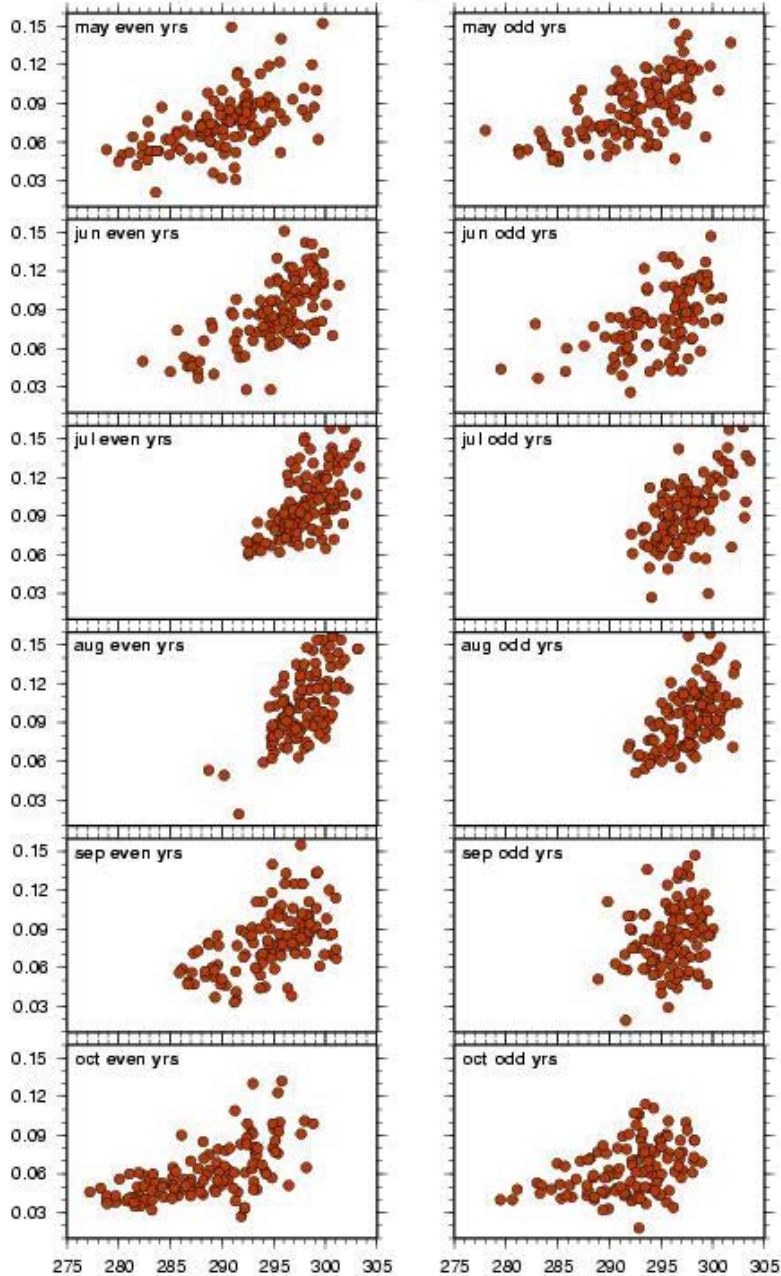 may even yrs
may odd yrs
0.15
0.12
0.09
0.06
0.03
jun even yrs
jun odd yrs
0.15
0.12
0.09
0.06
0.03
jul even yrs
jul odd yrs
0.15
0.12
0.09
0.06
0.03
aug even yrs
aug odd yrs
0.15
0.12
0.09
0.06
0.03
sep even yrs
sep odd yrs
0.15
0.12
0.09
0.06
0.03
oct even yrs
oct odd yrs
0.15
0.12
0.09
0.06
0.03
275 280 285 290 295 300 305
275 280 285 290 295 300 305